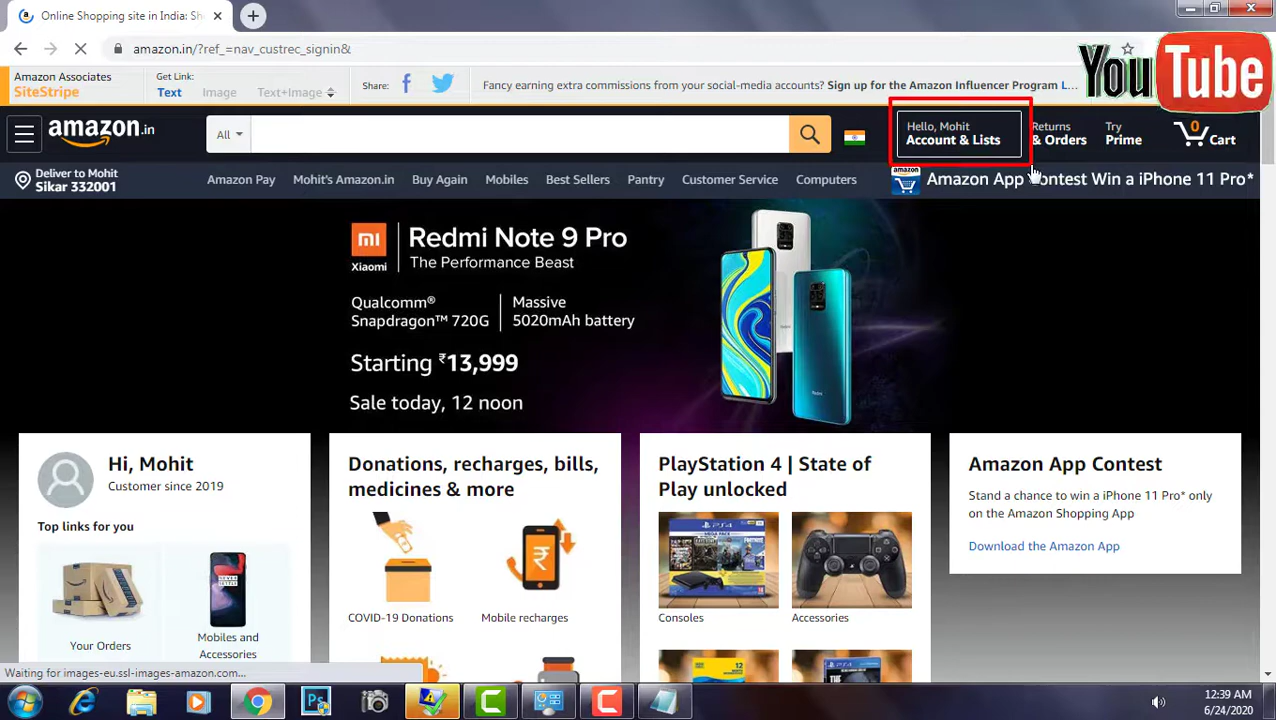 Online Shopping site in India: Sh
amazon.in/?ref_=nav_custrec_signin&
You Tube
Amazon Associates
SiteStripe
Get Link:
Text Image Text+Image
Share:
Fancy earning extra commissions from your social-media accounts? Sign up for the Amazon Influencer Program L...
amazon.in
All
Hello, Mohit
Account & Lists
Returns
& Orders
Try
Prime
0
Cart
Deliver to Mohit
Sikar 332001
mazon Pay Mohit's Amazon.in Buy Again Mobiles Best Sellers Pantry Customer Service Computers
amazon
Amazon App Contest Win a iPhone 11 Pro*
mi
Xiaomi
Redmi Note 9 Pro
The Performance Beast
Qualcomm®
Snapdragon™ 720G
Massive
5020mAh battery
Starting ₹13,999
Sale today, 12 noon
Hi, Mohit
Customer since 2019
Top links for you
Your Orders
Mobiles and
Accessories
Donations, recharges, bills,
medicines & more
COVID-19 Donations
Mobile recharges
PlayStation 4 | State of
Play unlocked
Consoles
Accessories
Amazon App Contest
Stand a chance to win a iPhone 11 Pro* only
on the Amazon Shopping App
Download the Amazon App
Waiting for images-eu.ssl-images-amazon.com...
12:39 AM
6/24/2020